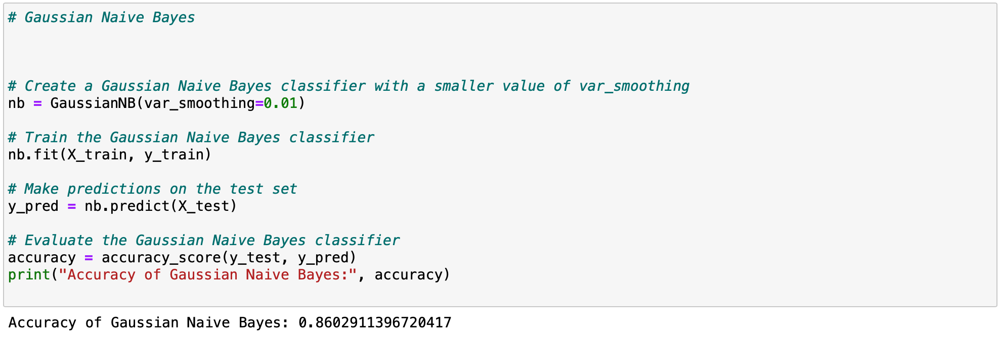 # Gaussian Naive Bayes
# Create a Gaussian Naive Bayes classifier with a smaller value of var_smoothing
nb = GaussianNB(var_smoothing=0.01)
# Train the Gaussian Naive Bayes classifier
nb.fit(X_train, y_train)
# Make predictions on the test set
y_pred = nb.predict(X_test)
# Evaluate the Gaussian Naive Bayes classifier
accuracy = accuracy_score(y_test, y_pred)
print("Accuracy of Gaussian Naive Bayes:", accuracy)
Accuracy of Gaussian Naive Bayes: 0.8602911396720417